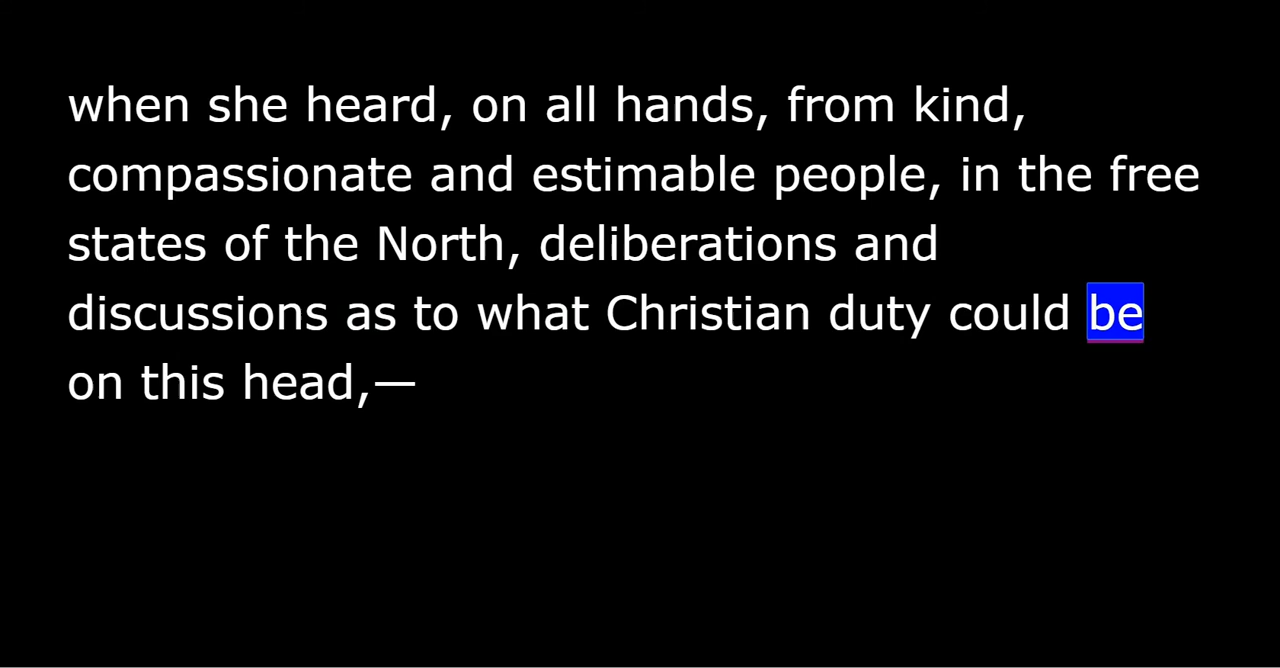 when she heard, on all hands, from kind,
compassionate and estimable people, in the free
states of the North, deliberations and
discussions as to what Christian duty could be
on this head,—